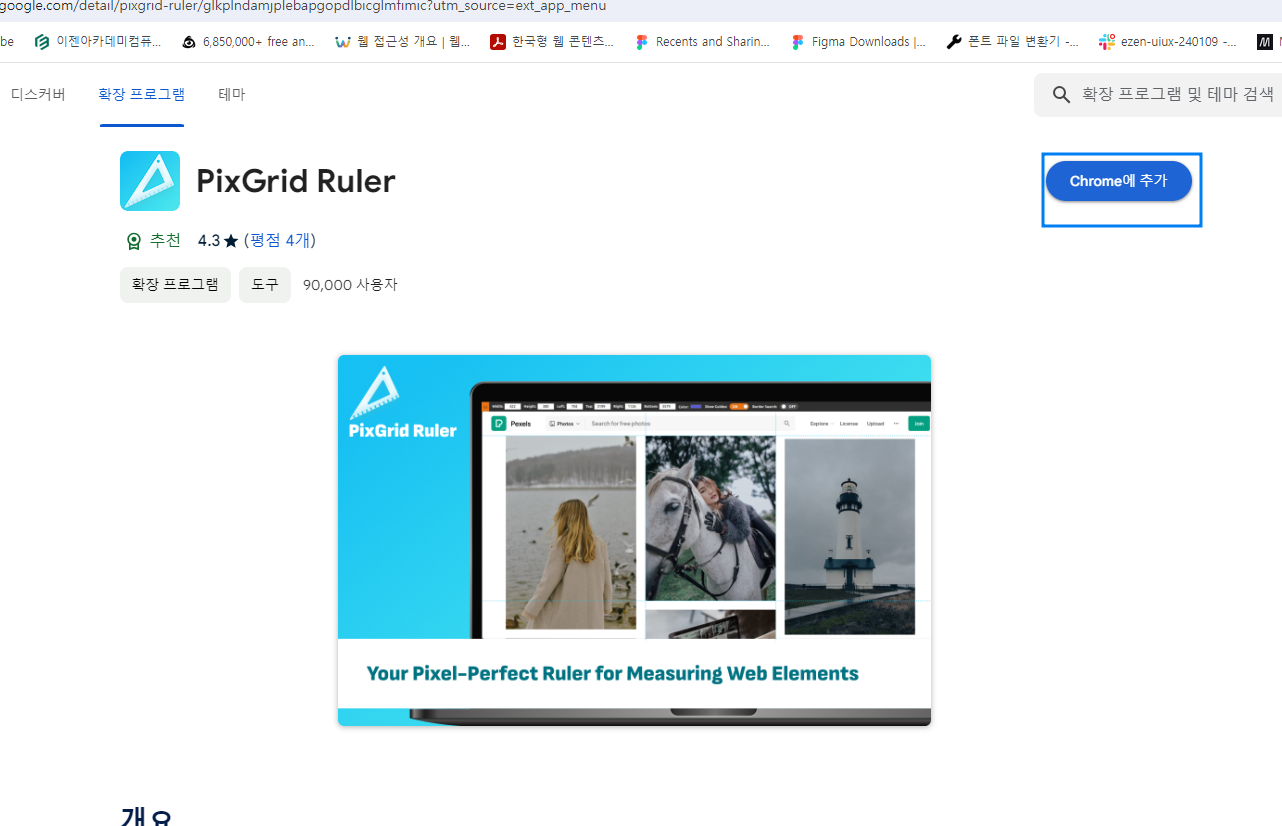 google.com/detail/pixgrid-ruler/glkplndamjplebapgopdlbicglmfimic?utm_source=ext_app_menu
be 이젠아카데미컴퓨... 6,850,000+ free an... 웹 접근성 개요 | 웹... 한국형 웹 콘텐츠... Recents and Sharin... Figma Downloads |... 폰트 파일 변환기 -... ezen-uiux-240109 -...
디스커버 확장 프로그램 테마 확장 프로그램 및 테마 검색
PixGrid Ruler
Chrome에 추가
추천 4.3★ (평점 4개)
확장 프로그램 도구 90,000 사용자
PixGrid Ruler
Pexels Photos Search for free photos Explore License Upload ... Join
Your Pixel-Perfect Ruler for Measuring Web Elements
개요